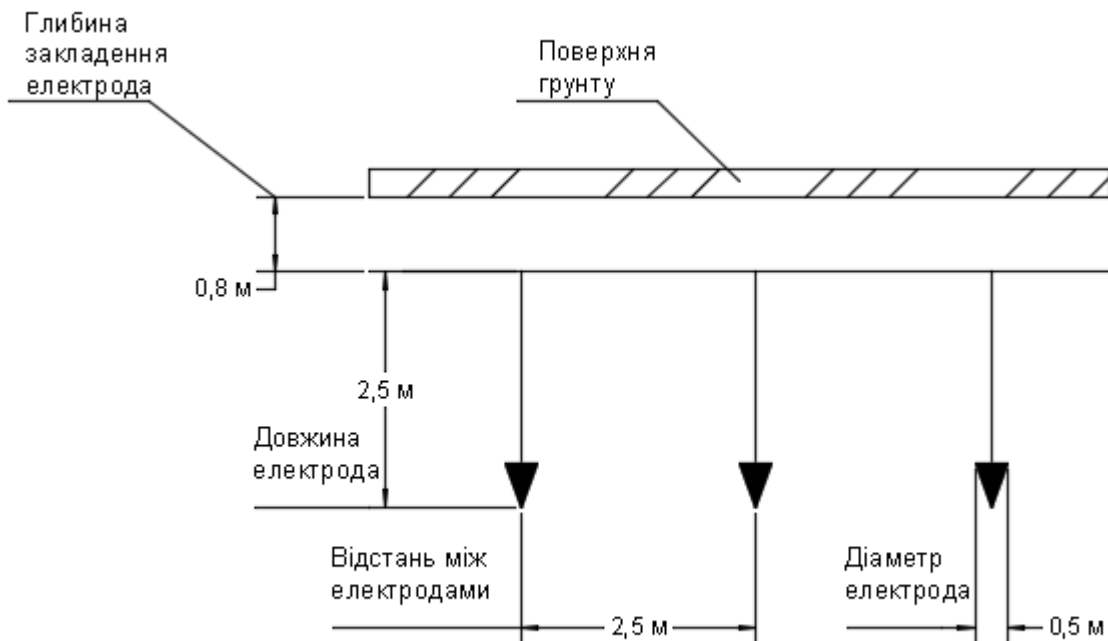 Глибина
закладення
електрода
Поверхня
грунту
0,8 м
2,5 м
Довжина
електрода
Відстань між
електродами
2,5 м
Діаметр
електрода
0,5 м